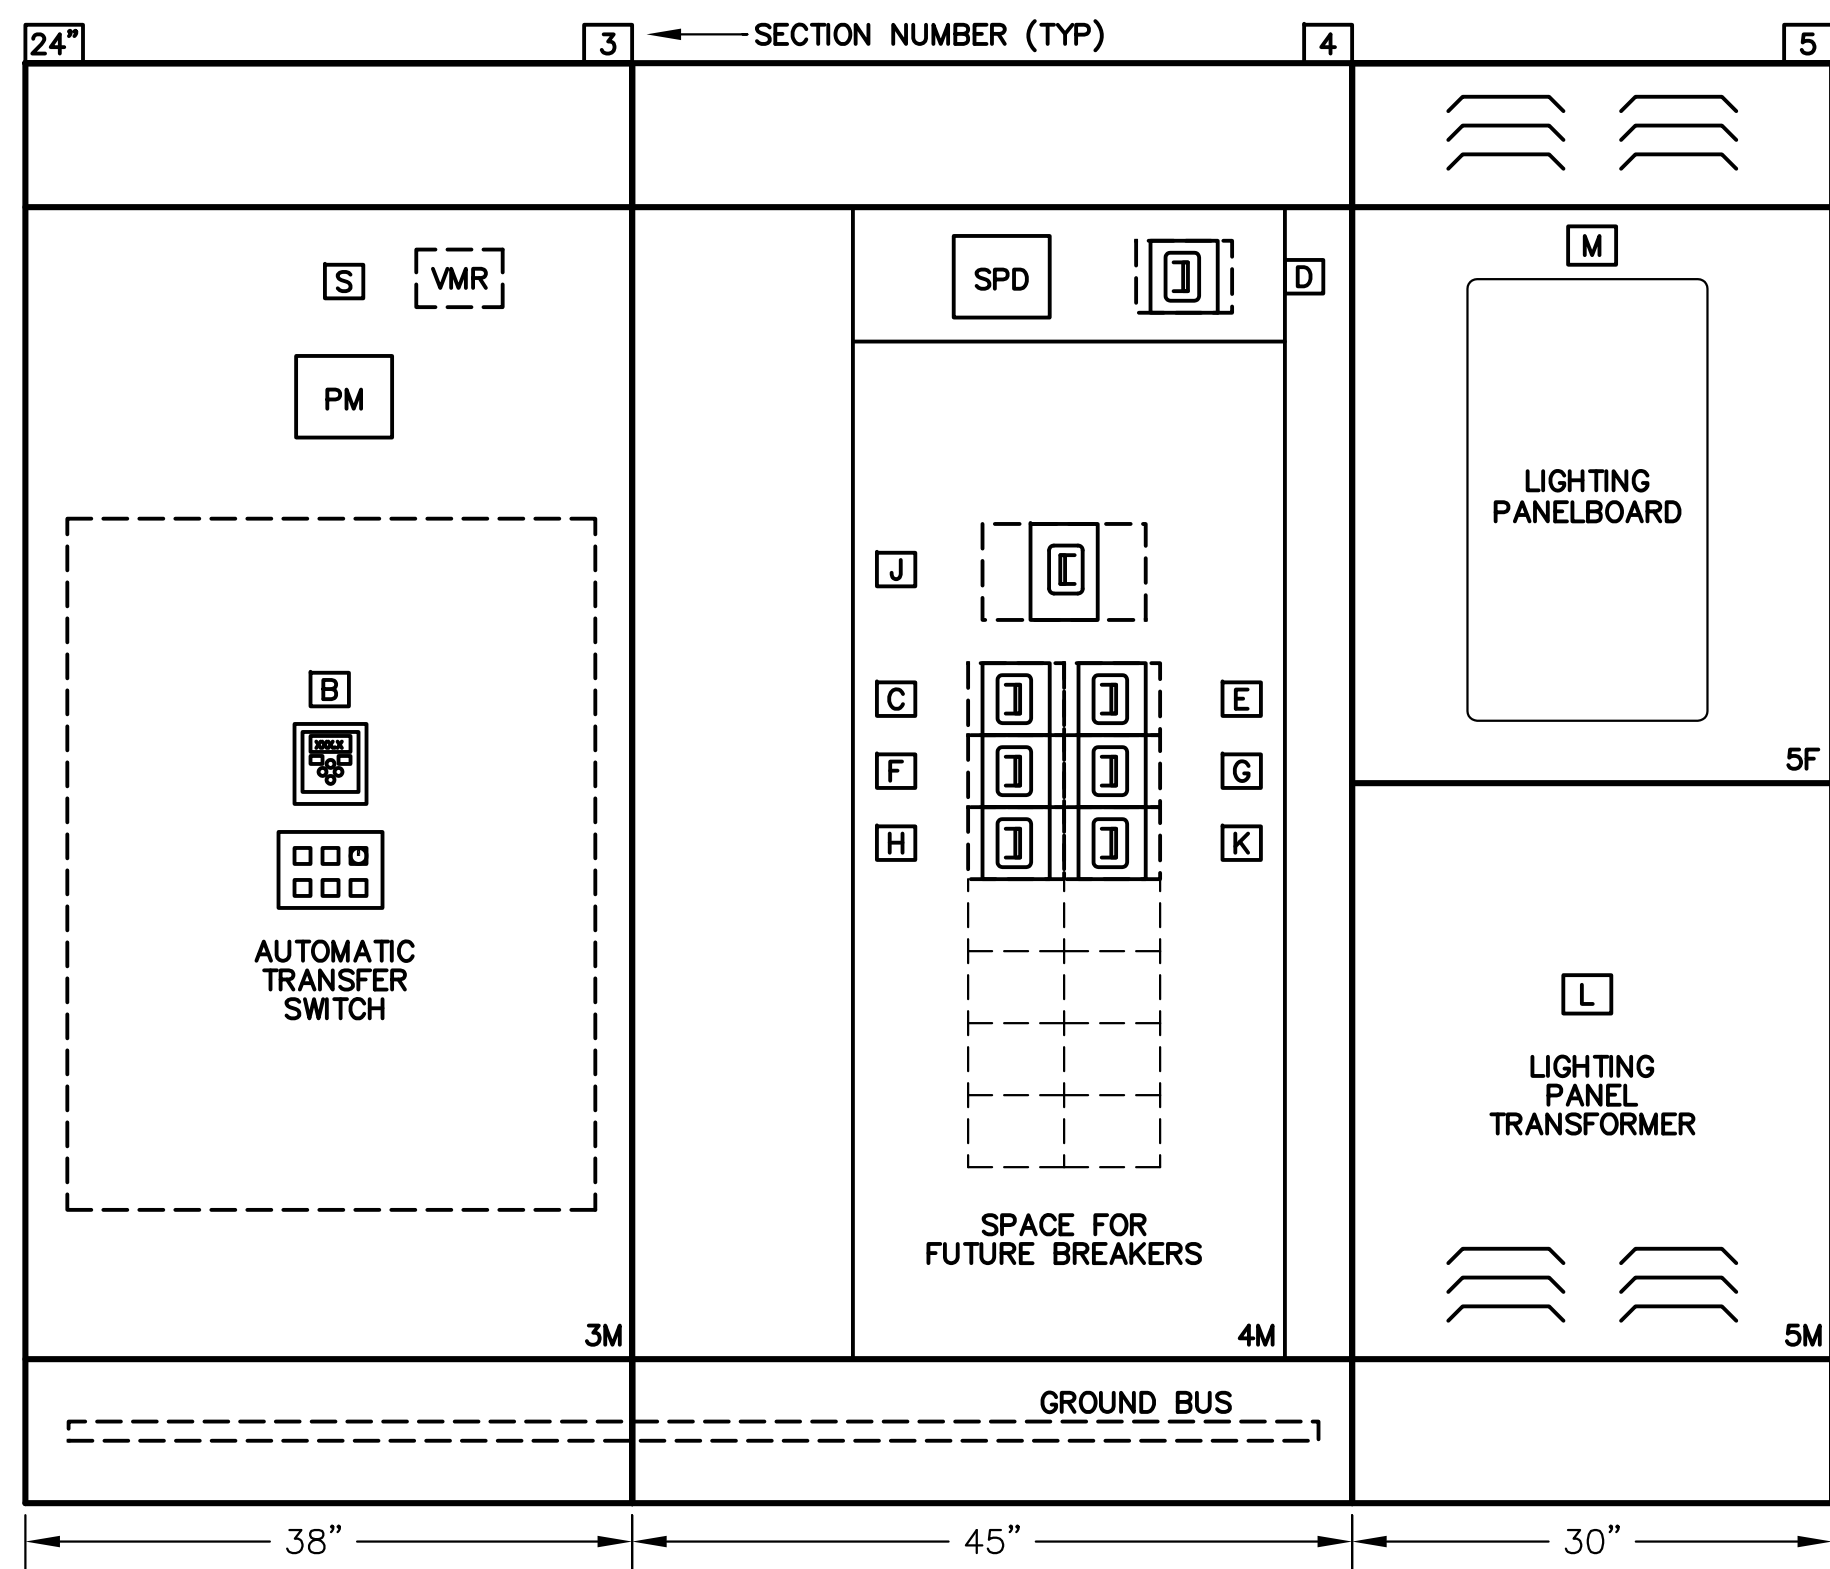 24"
3
SECTION NUMBER (TYP)
4
5
S
VMR
SPD
D
M
PM
LIGHTING
PANELBOARD
J
B
XXX.X
C
E
F
G
H
K
5F
AUTOMATIC
TRANSFER
SWITCH
L
LIGHTING
PANEL
TRANSFORMER
SPACE FOR
FUTURE BREAKERS
3M
4M
5M
GROUND BUS
38"
45"
30"